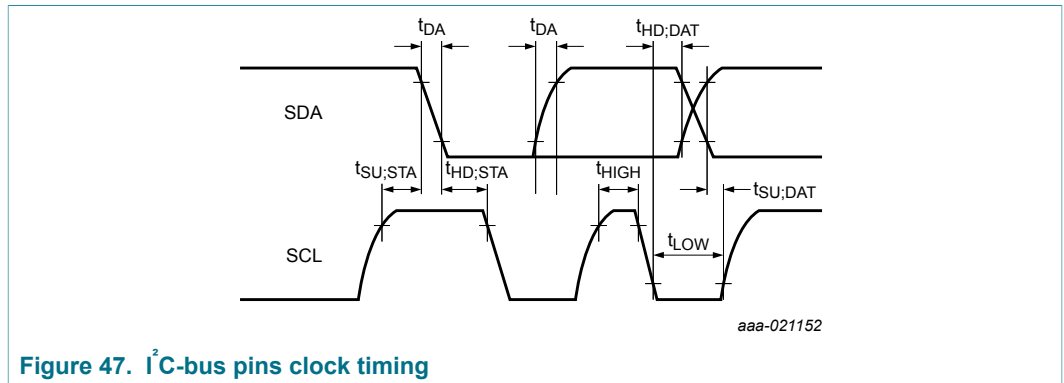 tDA tDA tHD;DAT
SDA
tSU;STA tHD;STA tHIGH tSU;DAT
tLOW
SCL
aaa-021152
Figure 47. I²C-bus pins clock timing